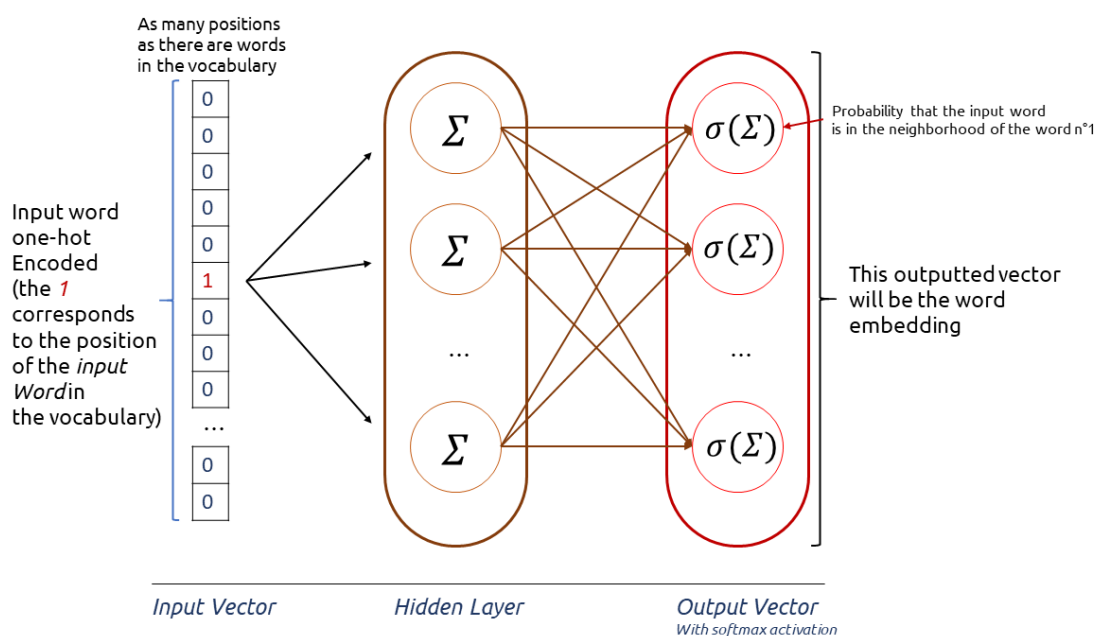 As many positions
as there are words
in the vocabulary
0
0
0
0
0
1
0
0
0
...
0
0
Input word
one-hot
Encoded
(the 1
corresponds
to the position
of the input
Word in
the vocabulary)
Σ
Σ
...
Σ
σ(Σ)
σ(Σ)
...
σ(Σ)
Probability that the input word
is in the neighborhood of the word n°1
This outputted vector
will be the word
embedding
Input Vector
Hidden Layer
Output Vector
With softmax activation